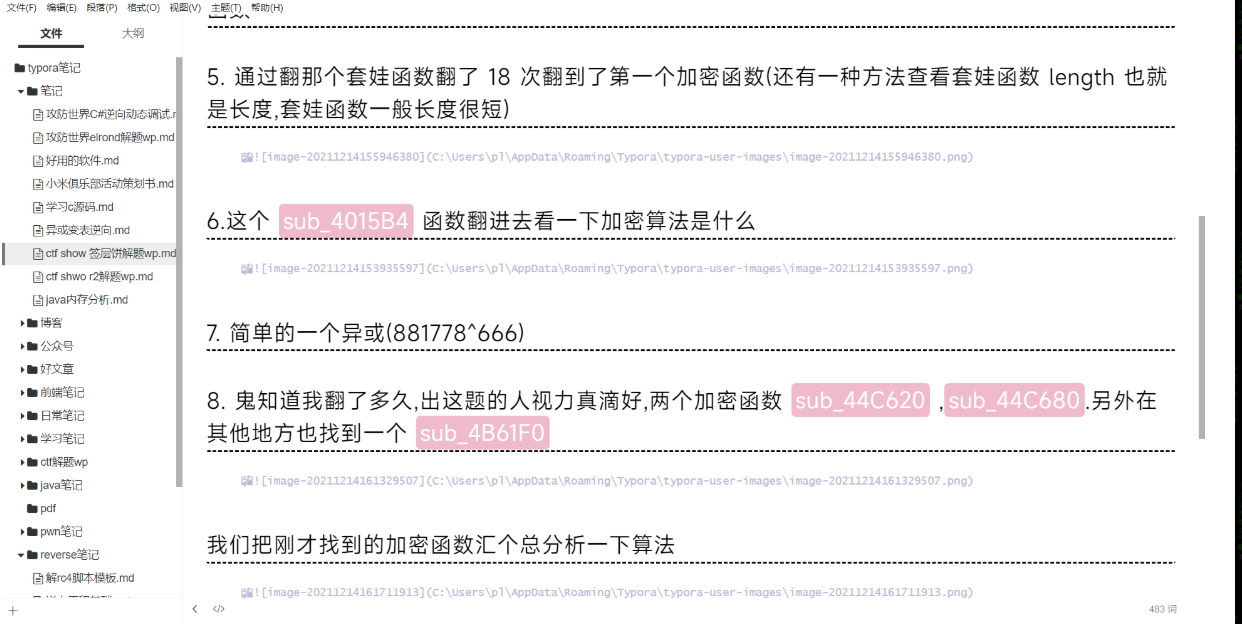 文件(F) 编辑(E) 段落(P) 格式(O) 视图(V) 主题(T) 帮助(H)
文件 大纲
typora笔记
笔记
攻防世界C#逆向动态调试.r
攻防世界elrond解题wp.md
好用的软件.md
小米俱乐部活动策划书.md
学习c源码.md
异或变表逆向.md
ctf show 签层饼解题wp.md
ctf shwo r2解题wp.md
java内存分析.md
博客
公众号
好文章
前端笔记
日常笔记
学习笔记
ctf解题wp
java笔记
pdf
pwn笔记
reverse笔记
解rc4脚本模板.md
5. 通过翻那个套娃函数翻了 18 次翻到了第一个加密函数(还有一种方法查看套娃函数 length 也就
是长度,套娃函数一般长度很短)
![image-20211214155946380](C:\Users\pl\AppData\Roaming\Typora\typora-user-images\image-20211214155946380.png)
6.这个 sub_4015B4 函数翻进去看一下加密算法是什么
![image-20211214153935597](C:\Users\pl\AppData\Roaming\Typora\typora-user-images\image-20211214153935597.png)
7. 简单的一个异或(881778^666)
8. 鬼知道我翻了多久,出这题的人视力真滴好,两个加密函数 sub_44C620 ,sub_44C680.另外在
其他地方也找到一个 sub_4B61F0
![image-20211214161329507](C:\Users\pl\AppData\Roaming\Typora\typora-user-images\image-20211214161329507.png)
我们把刚才找到的加密函数汇个总分析一下算法
![image-20211214161711913](C:\Users\pl\AppData\Roaming\Typora\typora-user-images\image-20211214161711913.png)
483 词